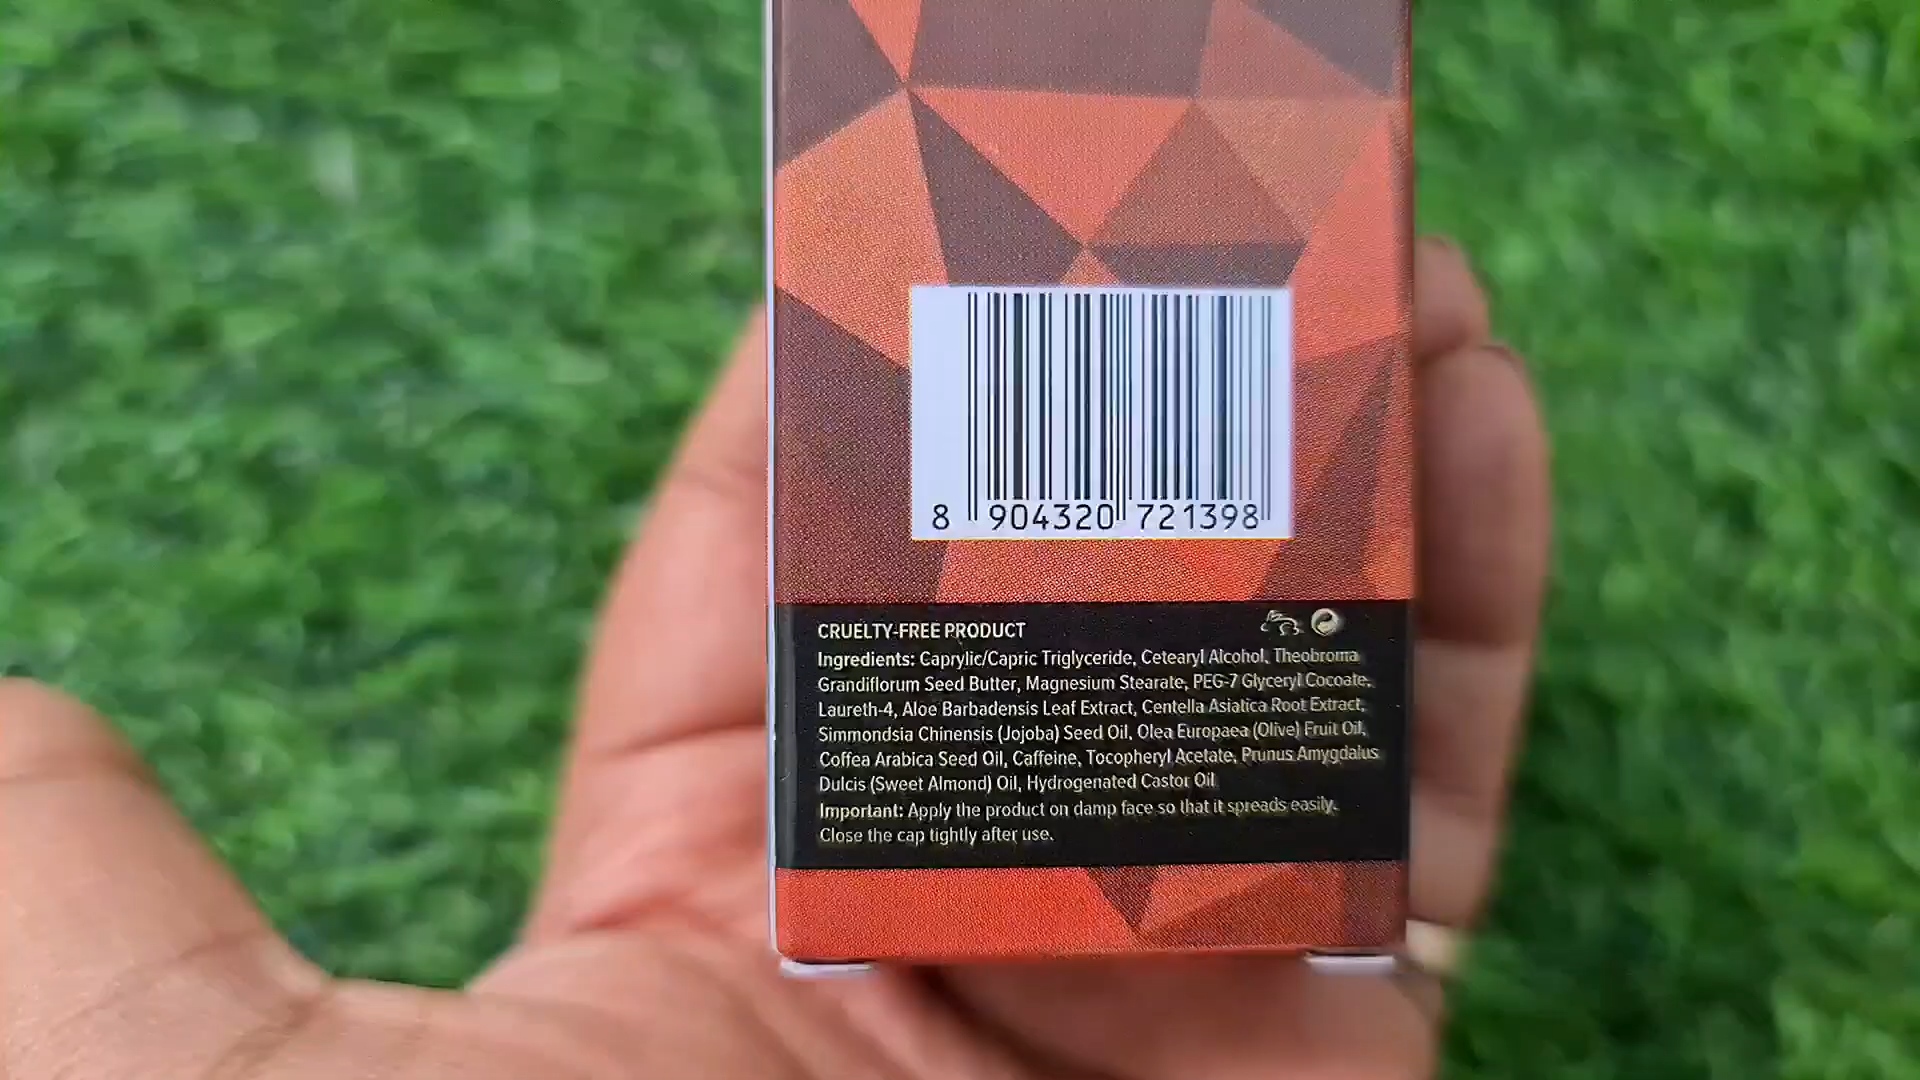 8 904320 721398
CRUELTY-FREE PRODUCT
Ingredients: Caprylic/Capric Triglyceride, Cetearyl Alcohol, Theobroma
Grandiflorum Seed Butter, Magnesium Stearate, PEG-7 Glyceryl Cocoate,
Laureth-4, Aloe Barbadensis Leaf Extract, Centella Asiatica Root Extract,
Simmondsia Chinensis (Jojoba) Seed Oil, Olea Europaea (Olive) Fruit Oil,
Coffea Arabica Seed Oil, Caffeine, Tocopheryl Acetate, Prunus Amygdalus
Dulcis (Sweet Almond) Oil, Hydrogenated Castor Oil
Important: Apply the product on damp face so that it spreads easily.
Close the cap tightly after use.